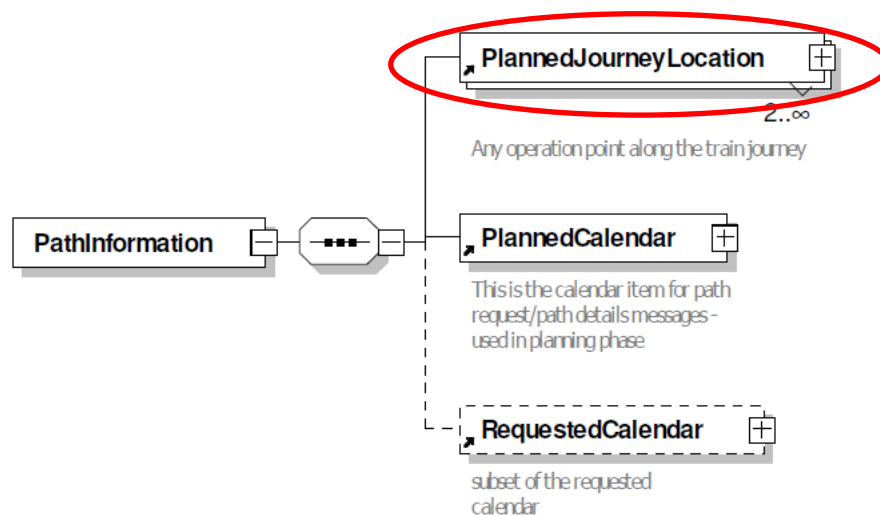 PlannedJourneyLocation
2..∞
Any operation point along the train journey
PathInformation
PlannedCalendar
This is the calendar item for path
request/path details messages -
used in planning phase
RequestedCalendar
subset of the requested
calendar